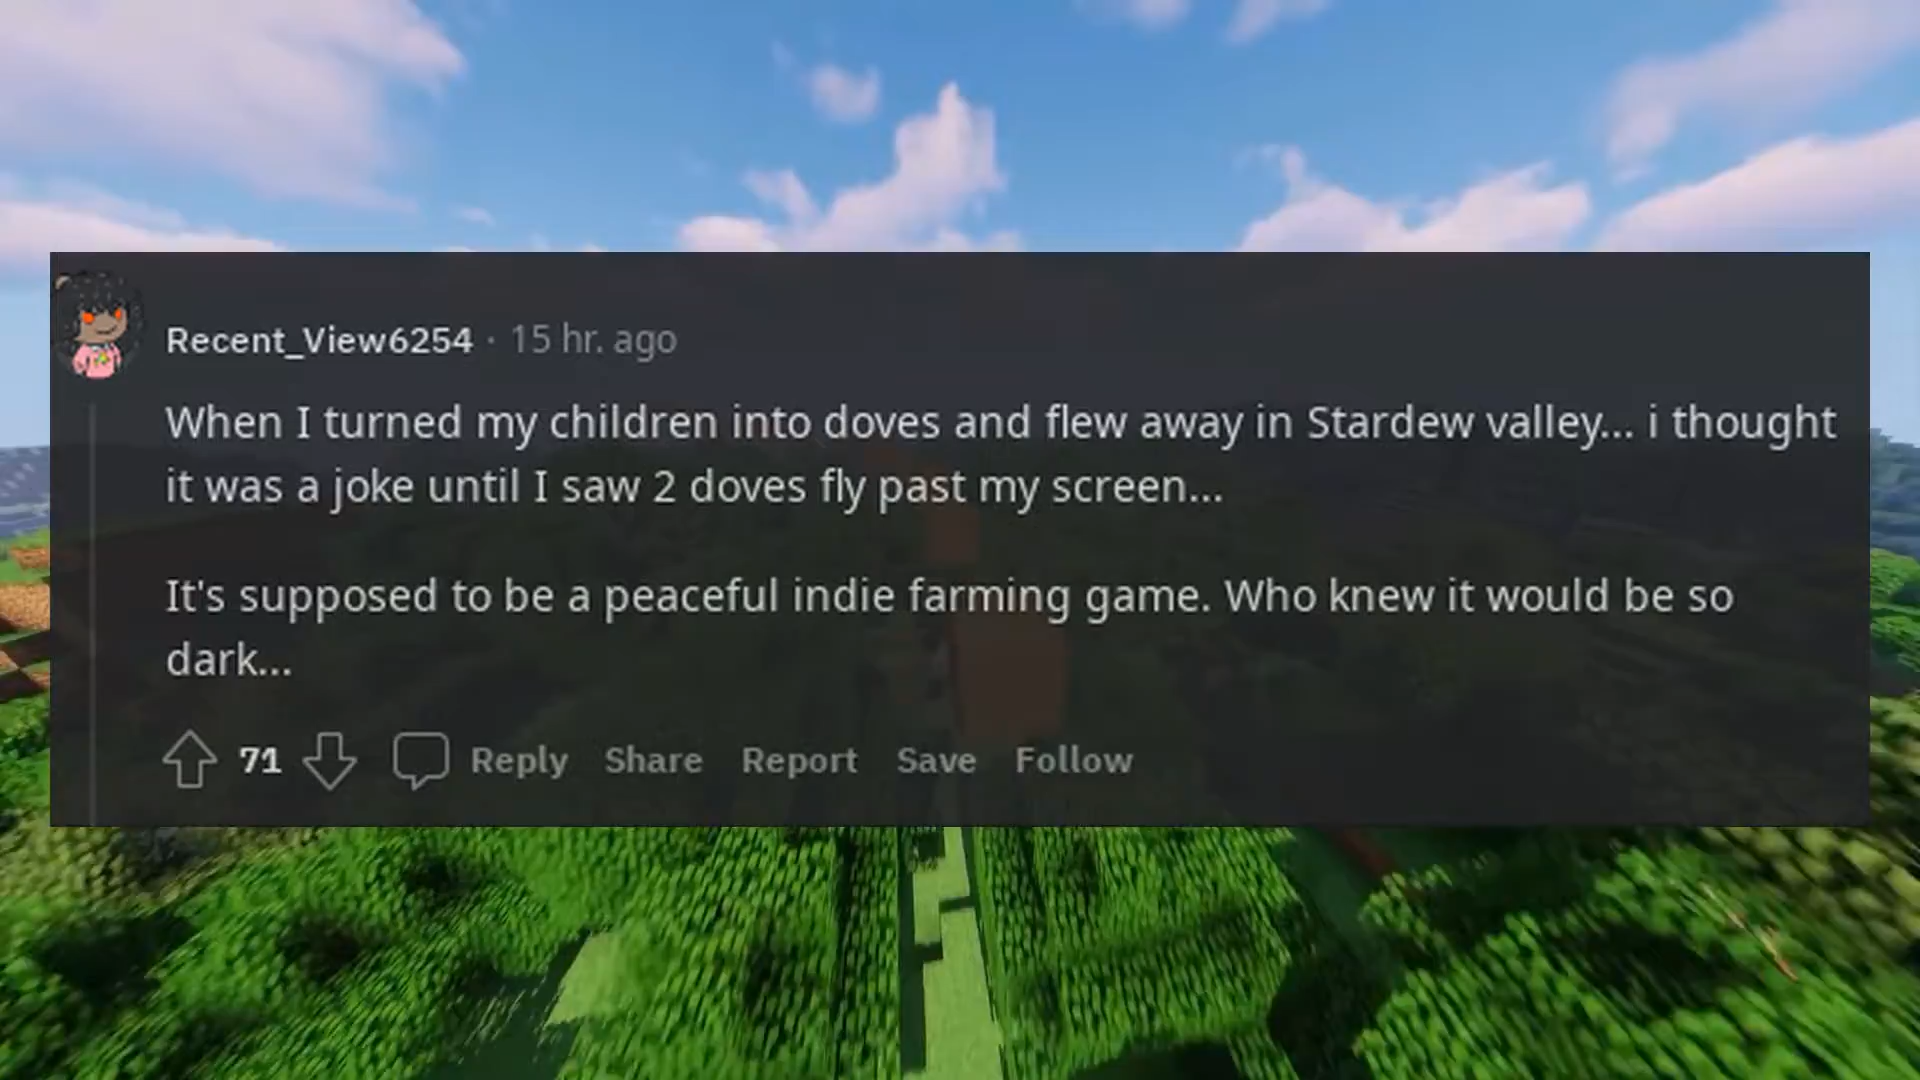 Recent_View6254 · 15 hr. ago
When I turned my children into doves and flew away in Stardew valley... i thought
it was a joke until I saw 2 doves fly past my screen...
It's supposed to be a peaceful indie farming game. Who knew it would be so
dark...
71 Reply Share Report Save Follow